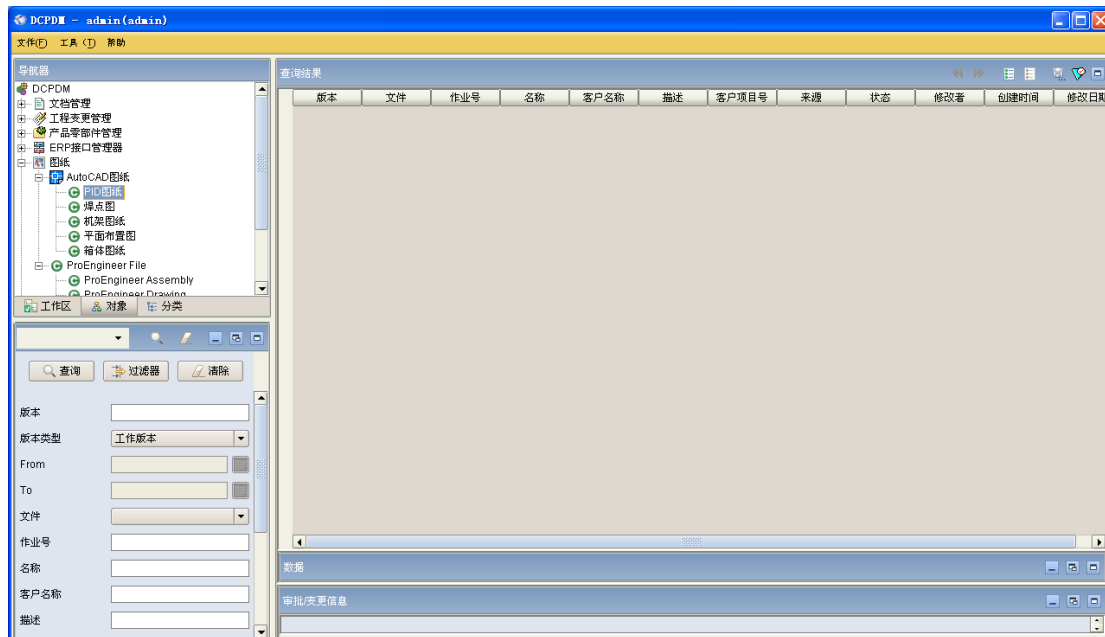 DCPDM - admin(admin)
文件(F) 工具(T) 帮助
导航器
DCPDM
文档管理
工程变更管理
产品零部件管理
ERP接口管理器
图纸
AutoCAD图纸
PID图纸
焊点图
机架图纸
平面布置图
箱体图纸
ProEngineer File
ProEngineer Assembly
ProEngineer Drawing
工作区 对象 分类
查询 过滤器 清除
版本
版本类型 工作版本
From
To
文件
作业号
名称
客户名称
描述
查询结果
版本 文件 作业号 名称 客户名称 描述 客户项目号 来源 状态 修改者 创建时间 修改日期
数据
审批/变更信息